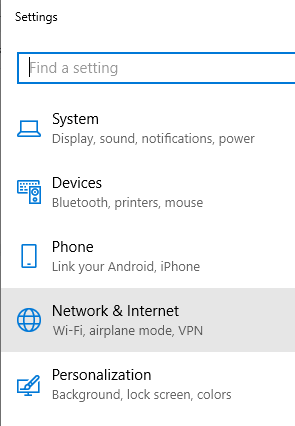 Settings
Find a setting
System
Display, sound, notifications, power
Devices
Bluetooth, printers, mouse
Phone
Link your Android, iPhone
Network & Internet
Wi-Fi, airplane mode, VPN
Personalization
Background, lock screen, colors